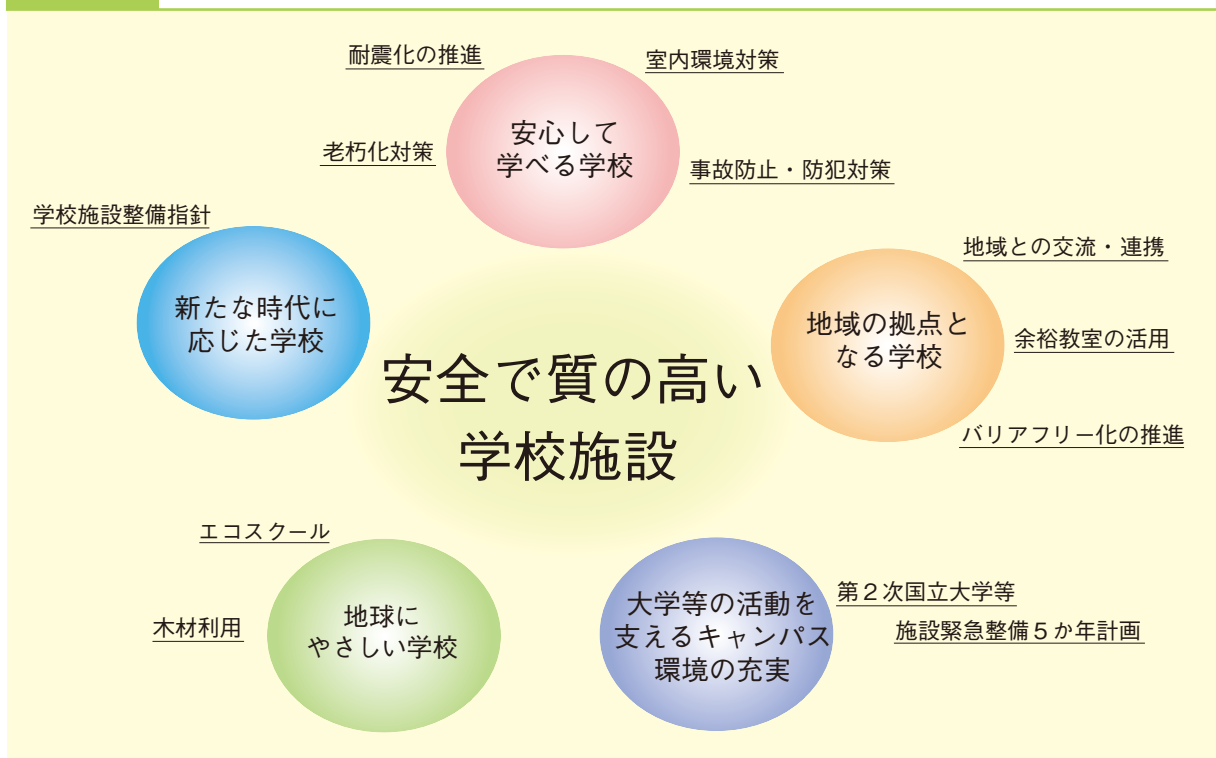 耐震化の推進
室内環境対策
安心して
学べる学校
老朽化対策
事故防止・防犯対策
学校施設整備指針
新たな時代に
応じた学校
地域との交流・連携
地域の拠点と
なる学校
余裕教室の活用
バリアフリー化の推進
安全で質の高い
学校施設
エコスクール
地球に
やさしい学校
木材利用
大学等の活動を
支えるキャンパス
環境の充実
第2次国立大学等
施設緊急整備5か年計画